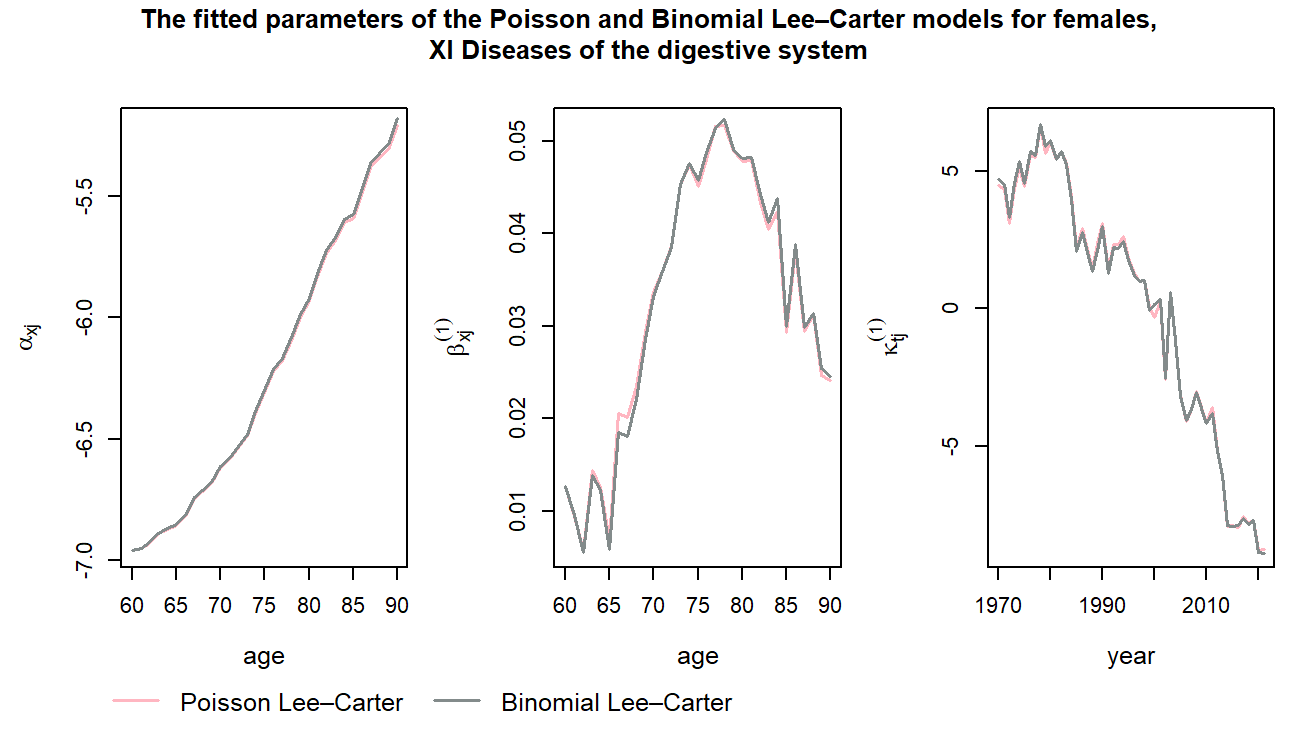 The fitted parameters of the Poisson and Binomial Lee–Carter models for females,
XI Diseases of the digestive system
αxj
-5.5
-6.0
-6.5
-7.0
60 65 70 75 80 85 90
age
βxj(1)
0.05
0.04
0.03
0.02
0.01
60 65 70 75 80 85 90
age
κtj(1)
5
0
-5
1970 1990 2010
year
Poisson Lee–Carter Binomial Lee–Carter